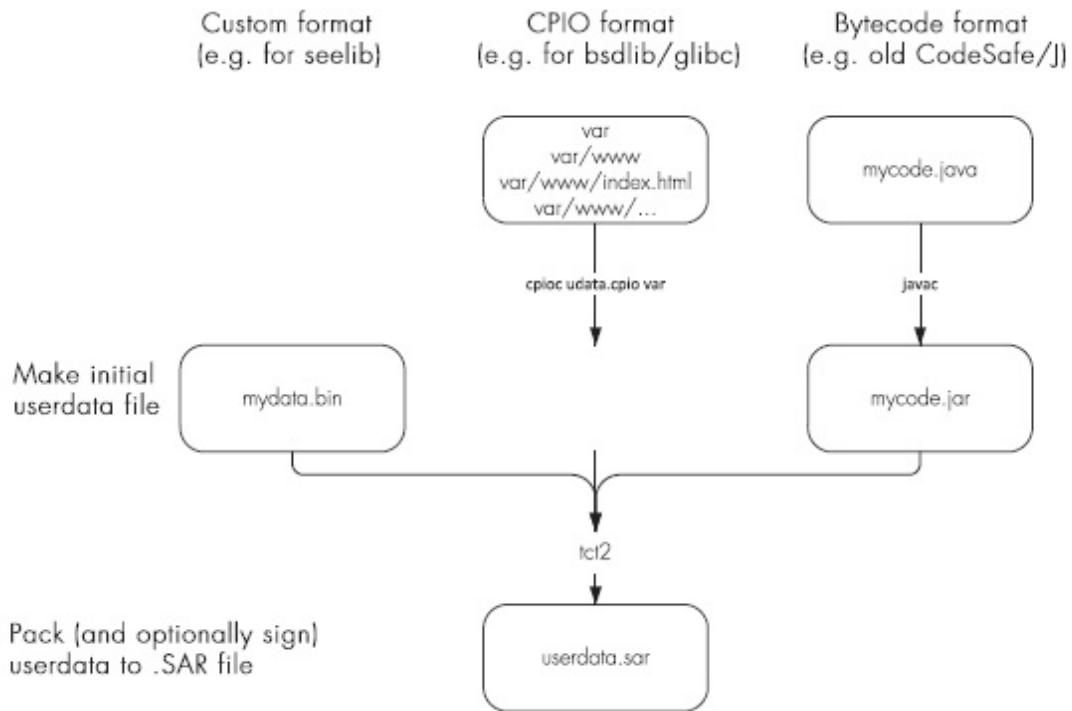 Custom format
(e.g. for seelib)
CPIO format
(e.g. for bsdlib/glibc)
Bytecode format
(e.g. old CodeSafe/J)
var
var/www
var/www/index.html
var/www/...
mycode.java
cpioc udata.cpio var
javac
Make initial
userdata file
mydata.bin
mycode.jar
tct2
Pack (and optionally sign)
userdata to .SAR file
userdata.sar